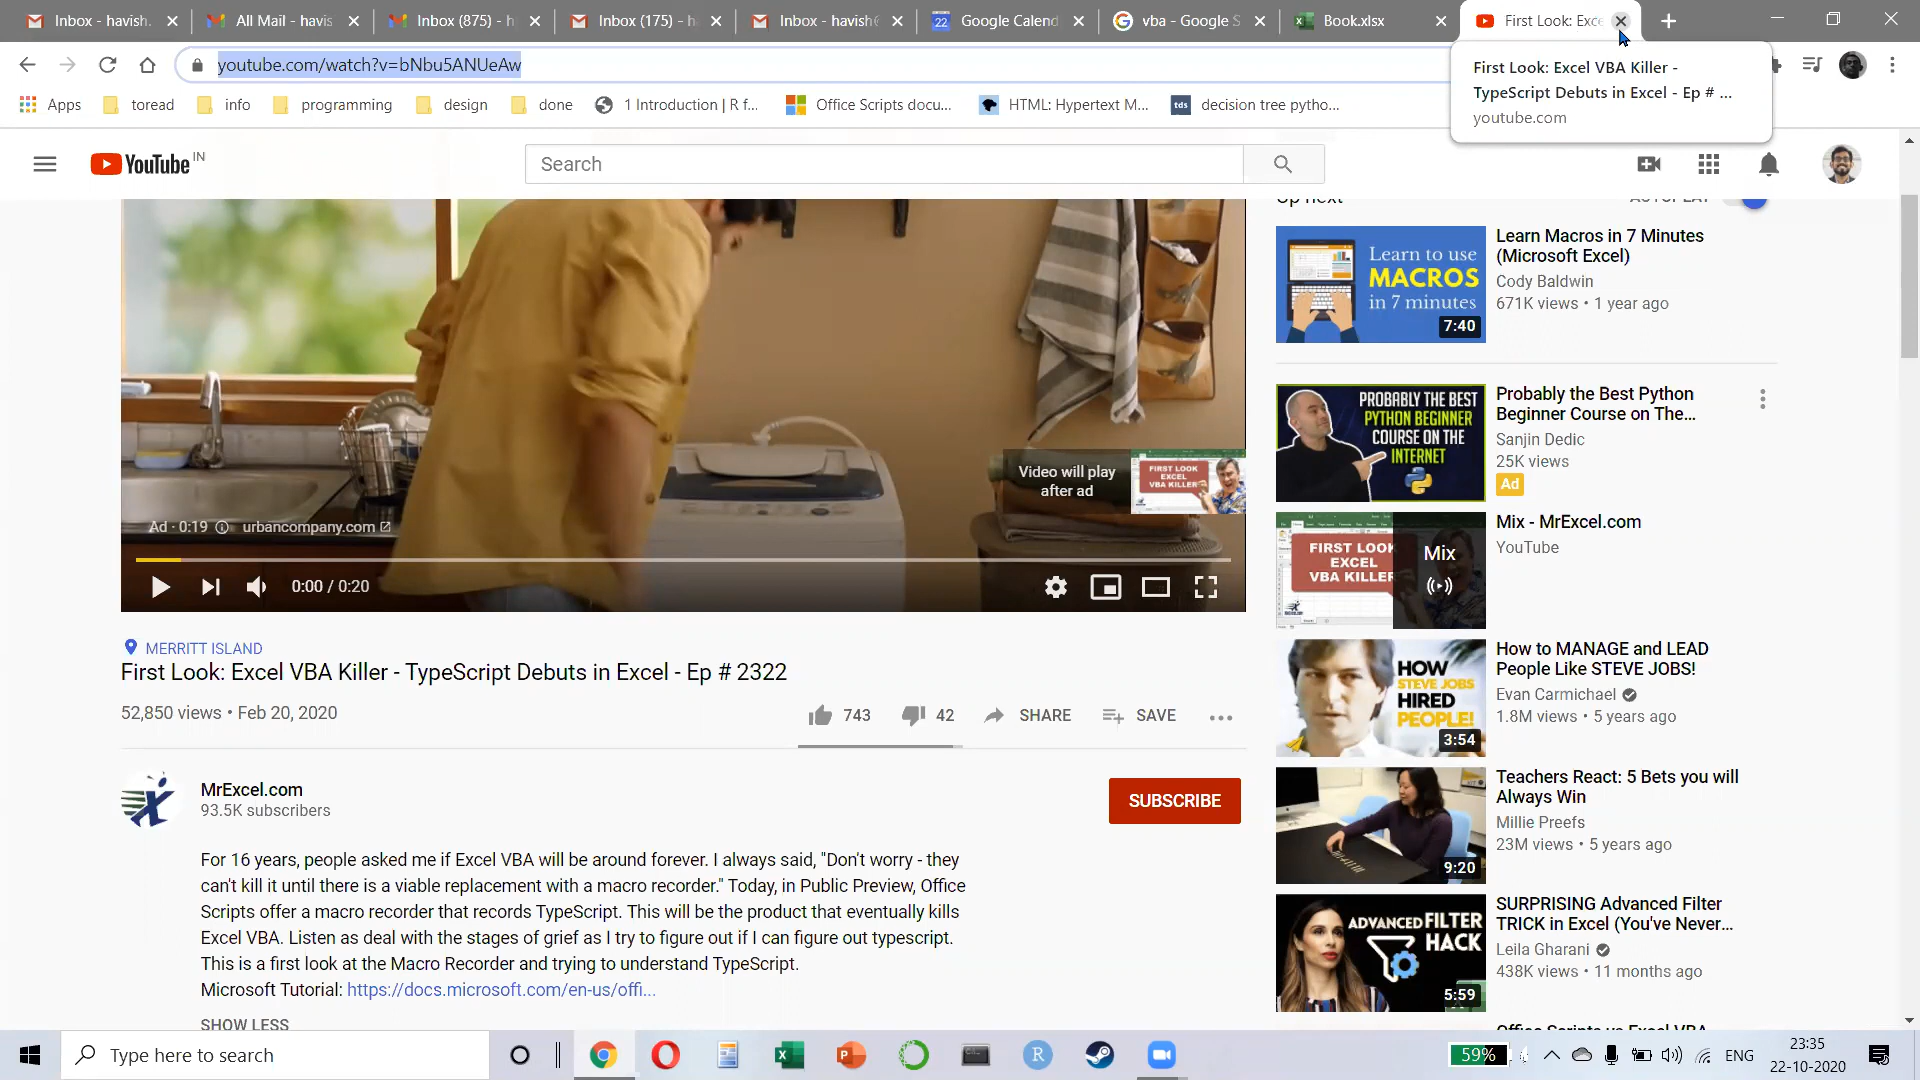 Inbox - havish.
All Mail - havis
Inbox (875) - h
Inbox (175) - h
Inbox - havish
Google Calend
vba - Google S
Book.xlsx
First Look: Exce
youtube.com/watch?v=bNbu5ANUeAw
First Look: Excel VBA Killer -
TypeScript Debuts in Excel - Ep # ...
youtube.com
Apps
toread
info
programming
design
done
1 Introduction | R f...
Office Scripts docu...
HTML: Hypertext M...
tds
decision tree pytho...
YouTube IN
Search
Up next
AUTOPLAY
Learn to use
MACROS
in 7 minutes
7:40
Learn Macros in 7 Minutes
(Microsoft Excel)
Cody Baldwin
671K views • 1 year ago
PROBABLY THE BEST
PYTHON BEGINNER
COURSE ON THE
INTERNET
Probably the Best Python
Beginner Course on The...
Sanjin Dedic
25K views
Ad
Video will play
after ad
FIRST LOOK
EXCEL
VBA KILLER
Ad · 0:19
urbancompany.com
0:00 / 0:20
FIRST LOOK
EXCEL
VBA KILLER
Mix
Mix - MrExcel.com
YouTube
MERRITT ISLAND
First Look: Excel VBA Killer - TypeScript Debuts in Excel - Ep # 2322
52,850 views • Feb 20, 2020
743
42
SHARE
SAVE
HOW
STEVE JOBS
HIRED
PEOPLE!
3:54
How to MANAGE and LEAD
People Like STEVE JOBS!
Evan Carmichael
1.8M views • 5 years ago
MrExcel.com
93.5K subscribers
SUBSCRIBE
9:20
Teachers React: 5 Bets you will
Always Win
Millie Preefs
23M views • 5 years ago
For 16 years, people asked me if Excel VBA will be around forever. I always said, "Don't worry - they
can't kill it until there is a viable replacement with a macro recorder." Today, in Public Preview, Office
Scripts offer a macro recorder that records TypeScript. This will be the product that eventually kills
Excel VBA. Listen as deal with the stages of grief as I try to figure out if I can figure out typescript.
This is a first look at the Macro Recorder and trying to understand TypeScript.
Microsoft Tutorial: https://docs.microsoft.com/en-us/offi...
SHOW LESS
ADVANCED FILTER
HACK
5:59
SURPRISING Advanced Filter
TRICK in Excel (You've Never...
Leila Gharani
438K views • 11 months ago
Office Scripts vs Excel VBA
Type here to search
59%
ENG
23:35
22-10-2020